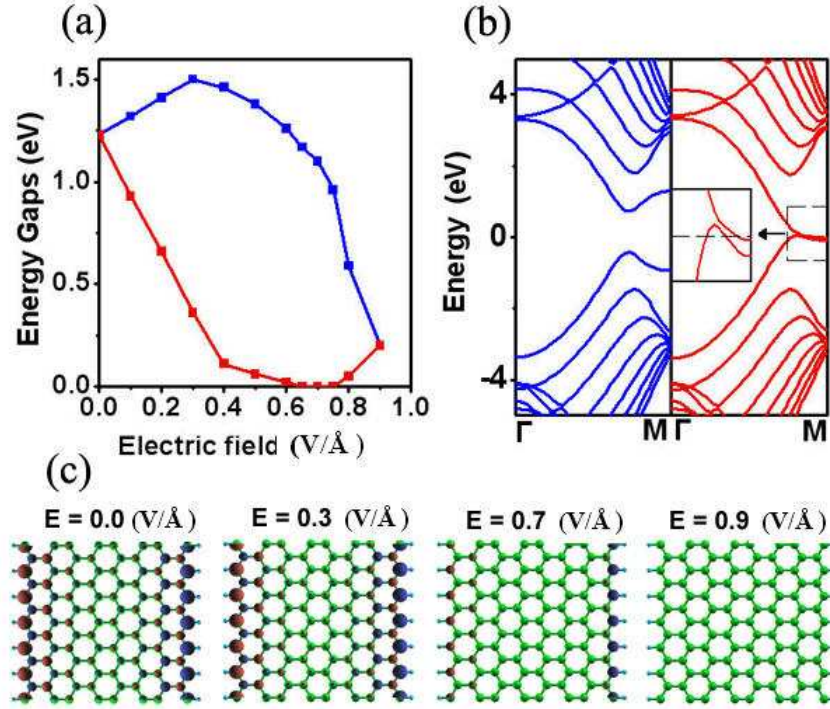 (a)
Energy Gaps (eV)
1.5
1.0
0.5
0.0
0.0 0.2 0.4 0.6 0.8 1.0
Electric field (V/Å)
(b)
Energy (eV)
4
0
-4
Γ M Γ M
(c)
E = 0.0 (V/Å) E = 0.3 (V/Å) E = 0.7 (V/Å) E = 0.9 (V/Å)